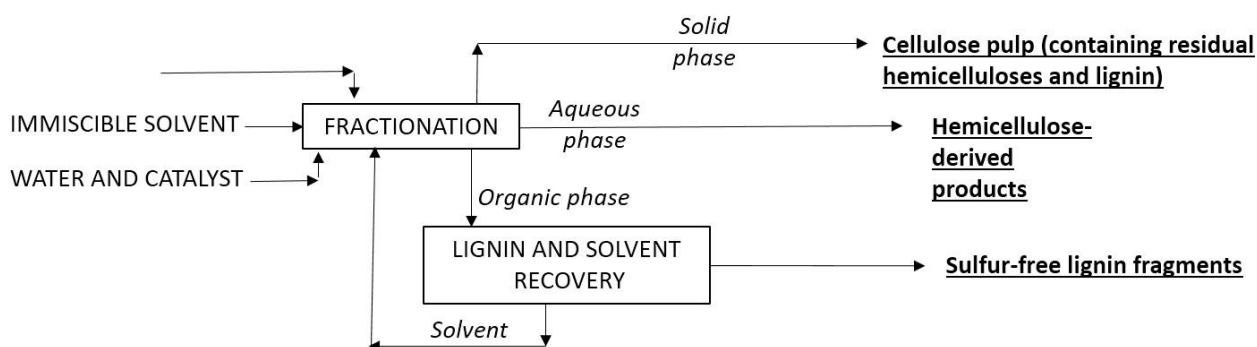 Solid
phase
Cellulose pulp (containing residual
hemicelluloses and lignin)
IMMISCIBLE SOLVENT
FRACTIONATION
Aqueous
phase
Hemicellulose-
derived
products
WATER AND CATALYST
Organic phase
LIGNIN AND SOLVENT
RECOVERY
Sulfur-free lignin fragments
Solvent